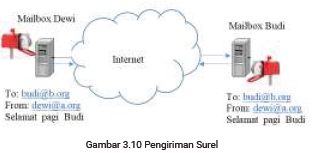 Mailbox Dewi
Mailbox Budi
Internet
To: budi@b.org
From: dewi@a.org
Selamat pagi Budi
To: budi@b.org
From: dewi@a.org
Selamat pagi Budi
Gambar 3.10 Pengiriman Surel